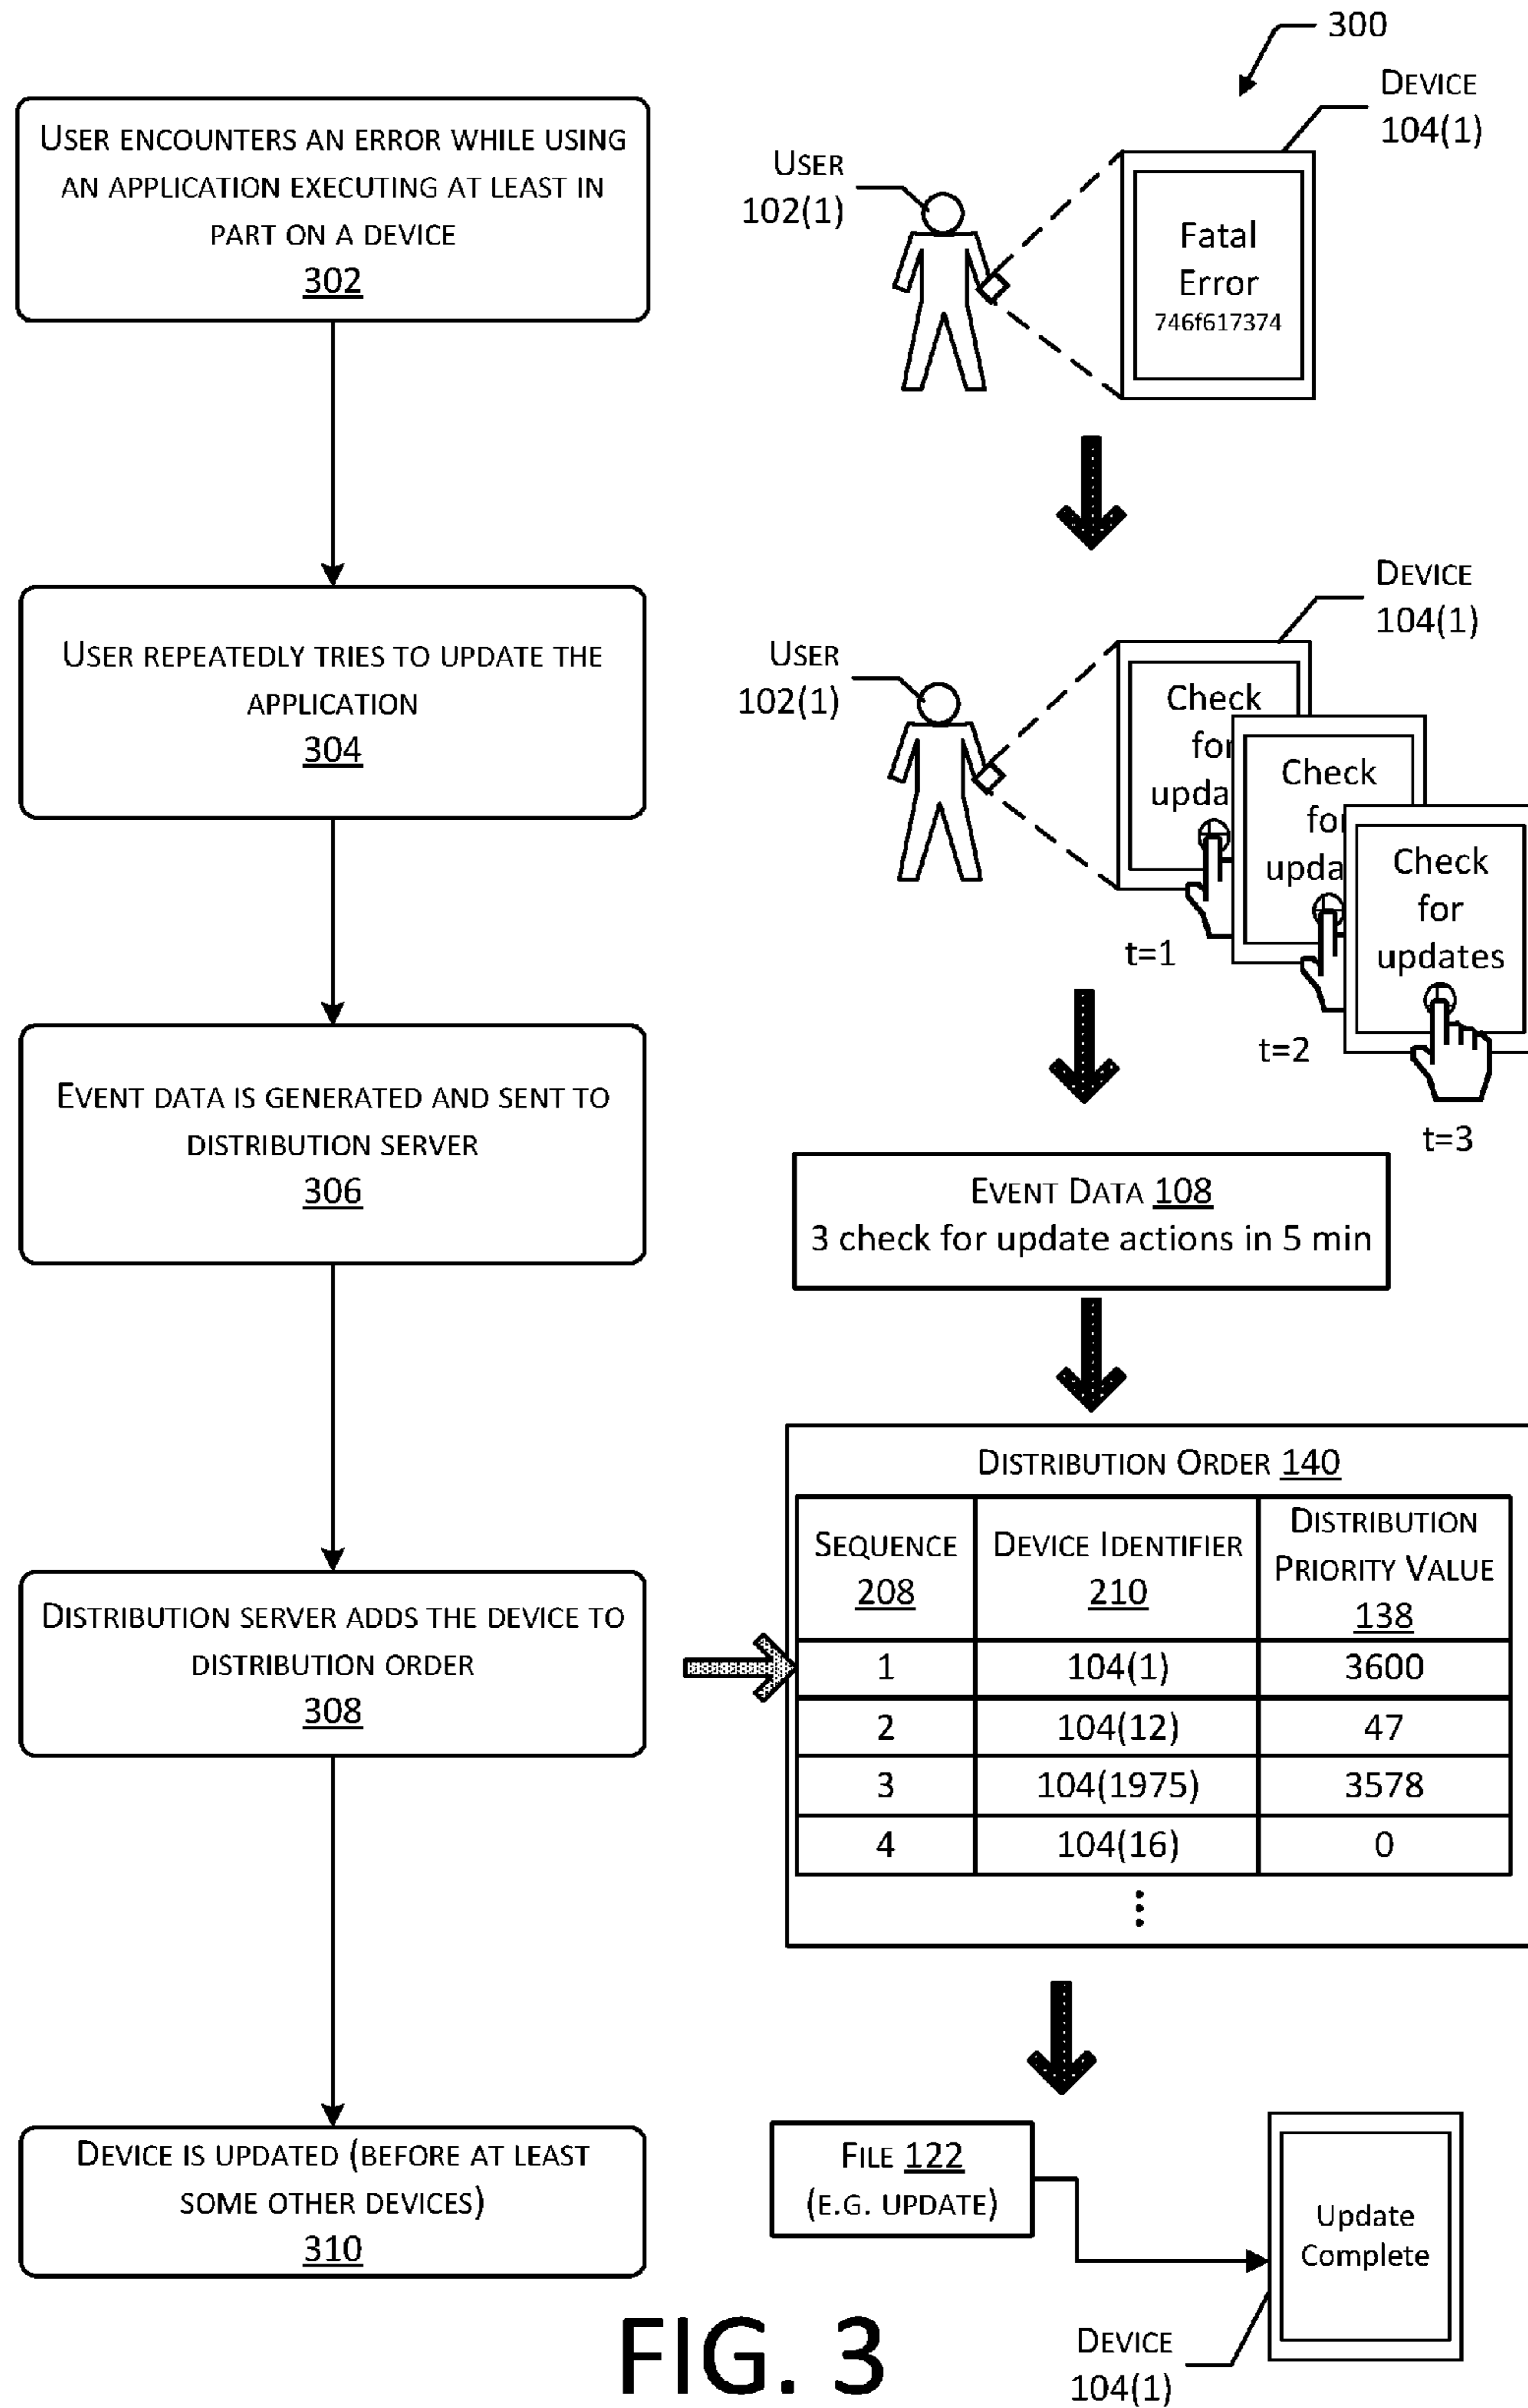 300
DEVICE
104(1)
USER ENCOUNTERS AN ERROR WHILE USING
AN APPLICATION EXECUTING AT LEAST IN
PART ON A DEVICE
302
USER
102(1)
Fatal
Error
746f617374
DEVICE
104(1)
USER REPEATEDLY TRIES TO UPDATE THE
APPLICATION
304
USER
102(1)
Check
for
upda
t=1
Check
fo
upda
t=2
Check
for
updates
t=3
EVENT DATA IS GENERATED AND SENT TO
DISTRIBUTION SERVER
306
EVENT DATA 108
3 check for update actions in 5 min
DISTRIBUTION SERVER ADDS THE DEVICE TO
DISTRIBUTION ORDER
308
DISTRIBUTION ORDER 140
SEQUENCE
208
DEVICE IDENTIFIER
210
DISTRIBUTION
PRIORITY VALUE
138
1 104(1) 3600
2 104(12) 47
3 104(1975) 3578
4 104(16) 0
DEVICE IS UPDATED (BEFORE AT LEAST
SOME OTHER DEVICES)
310
FILE 122
(E.G. UPDATE)
Update
Complete
DEVICE
104(1)
FIG. 3